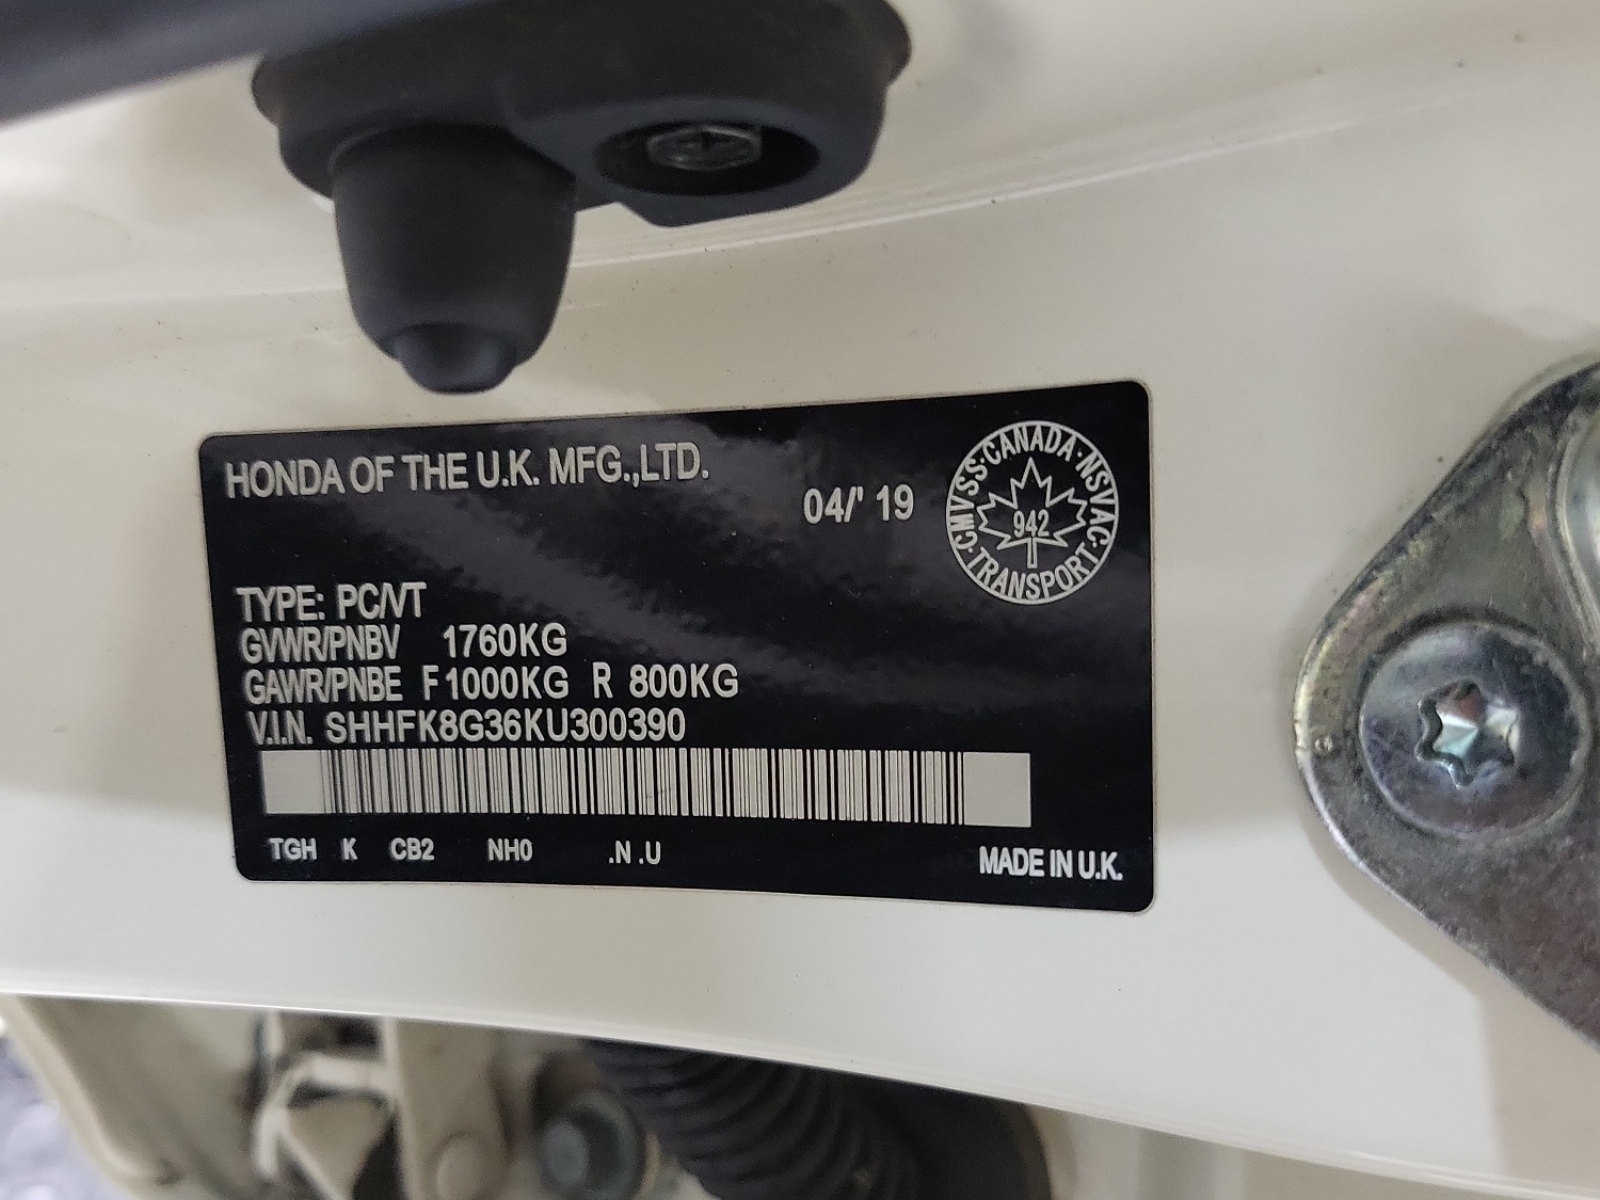 HONDA OF THE U.K. MFG.,LTD.
04/' 19
CMVSS·CANADA·NSVAC·TRANSPORT·
942
TYPE: PC/VT
GVWR/PNBV 1760KG
GAWR/PNBE F1000KG R 800KG
V.I.N. SHHFK8G36KU300390
TGH K CB2 NH0 .N .U
MADE IN U.K.